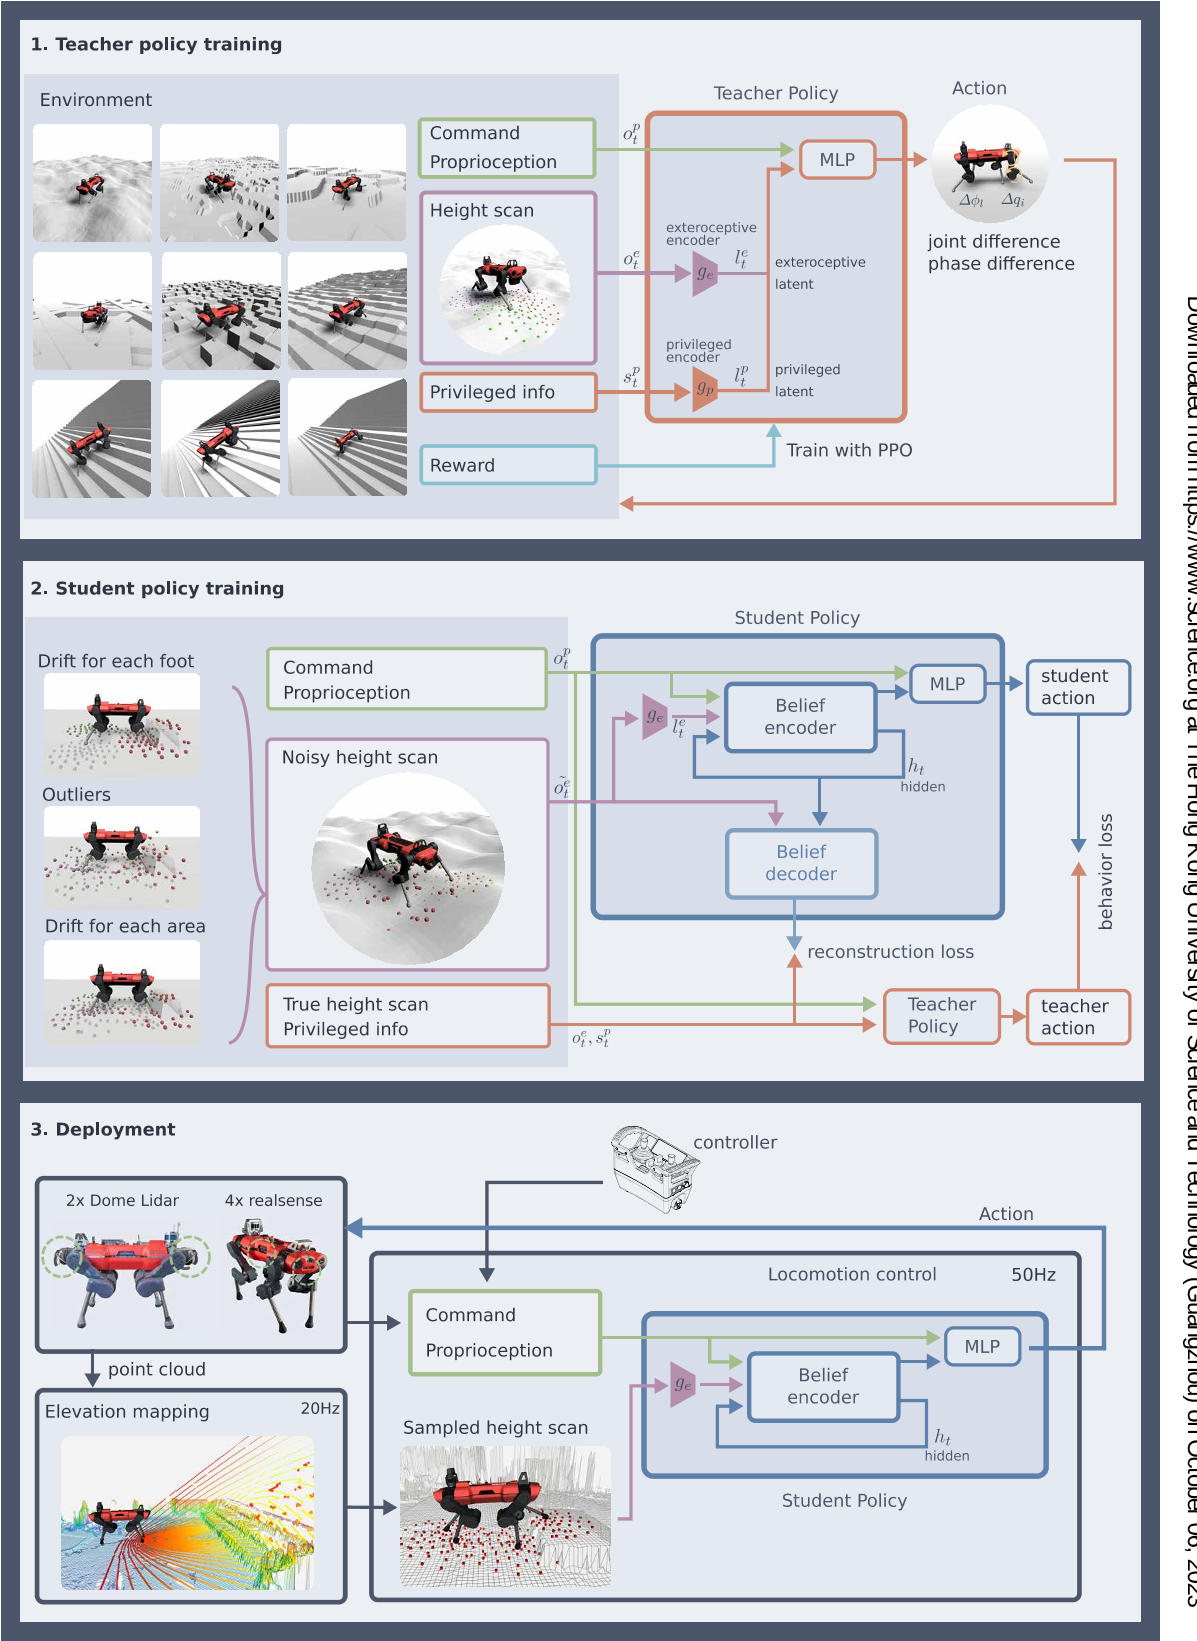 1. Teacher policy training
Environment
Command
Proprioception
Height scan
Privileged info
Reward
Teacher Policy
Action
$o_t^p$
MLP
exteroceptive
encoder
$o_t^e$
$g_e$
$l_t^e$
exteroceptive
latent
privileged
encoder
$s_t^p$
$g_p$
$l_t^p$
privileged
latent
Train with PPO
$\Delta\phi_l$ $\Delta q_i$
joint difference
phase difference
2. Student policy training
Drift for each foot
Outliers
Drift for each area
Command
Proprioception
Noisy height scan
True height scan
Privileged info
$o_t^p$
$\tilde{o}_t^e$
$o_t^e, s_t^p$
Student Policy
$g_e$
$l_t^e$
Belief
encoder
MLP
$h_t$
hidden
Belief
decoder
reconstruction loss
student
action
behavior loss
Teacher
Policy
teacher
action
3. Deployment
controller
2x Dome Lidar
4x realsense
Action
point cloud
Elevation mapping
20Hz
Locomotion control
50Hz
Command
Proprioception
Sampled height scan
$g_e$
Belief
encoder
MLP
$h_t$
hidden
Student Policy
Downloaded from https://www.science.org at The Hong Kong University of Science and Technology (Guangzhou) on October 06, 2023